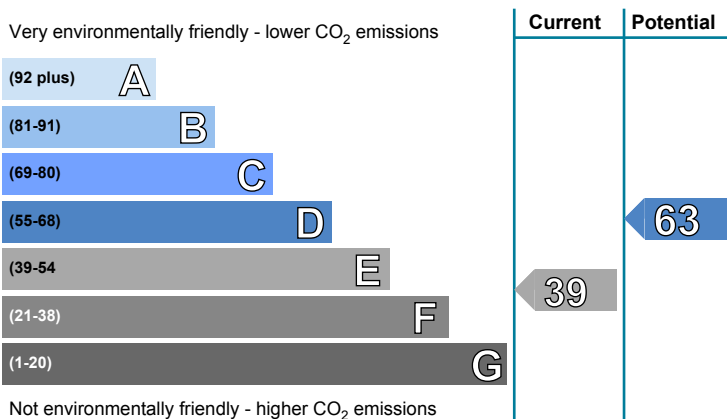 Very environmentally friendly - lower CO₂ emissions
Current
Potential
(92 plus) A
(81-91) B
(69-80) C
(55-68) D
63
(39-54 E
39
(21-38) F
(1-20) G
Not environmentally friendly - higher CO₂ emissions